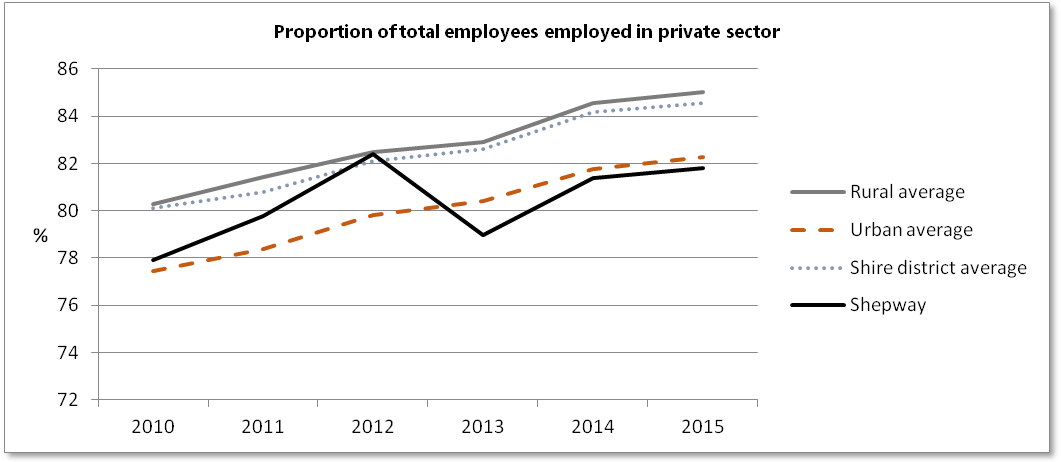 Proportion of total employees employed in private sector
86
84
82
80
78
76
74
72
%
2010 2011 2012 2013 2014 2015
Rural average
Urban average
Shire district average
Shepway